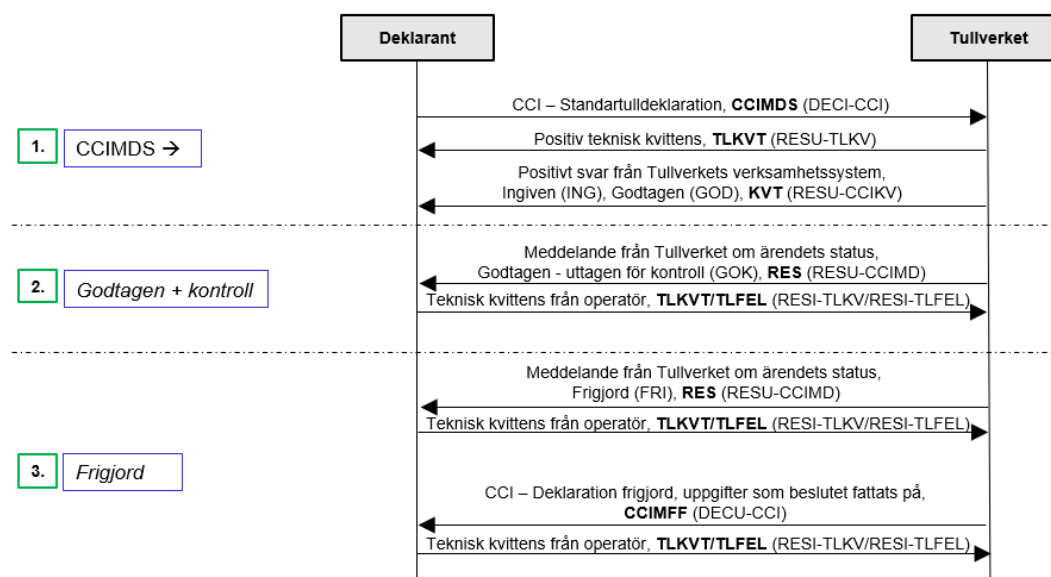 Deklarant
Tullverket
CCI – Standartulldeklaration, CCIMDS (DECI-CCI)
1.
CCIMDS →
Positiv teknisk kvittens, TLKVT (RESU-TLKV)
Positivt svar från Tullverkets verksamhetssystem,
Ingiven (ING), Godtagen (GOD), KVT (RESU-CCIKV)
2.
Godtagen + kontroll
Meddelande från Tullverket om ärendets status,
Godtagen - uttagen för kontroll (GOK), RES (RESU-CCIMD)
Teknisk kvittens från operatör, TLKVT/TLFEL (RESI-TLKV/RESI-TLFEL)
Meddelande från Tullverket om ärendets status,
Frigjord (FRI), RES (RESU-CCIMD)
Teknisk kvittens från operatör, TLKVT/TLFEL (RESI-TLKV/RESI-TLFEL)
3.
Frigjord
CCI – Deklaration frigjord, uppgifter som beslutet fattats på,
CCIMFF (DECU-CCI)
Teknisk kvittens från operatör, TLKVT/TLFEL (RESI-TLKV/RESI-TLFEL)